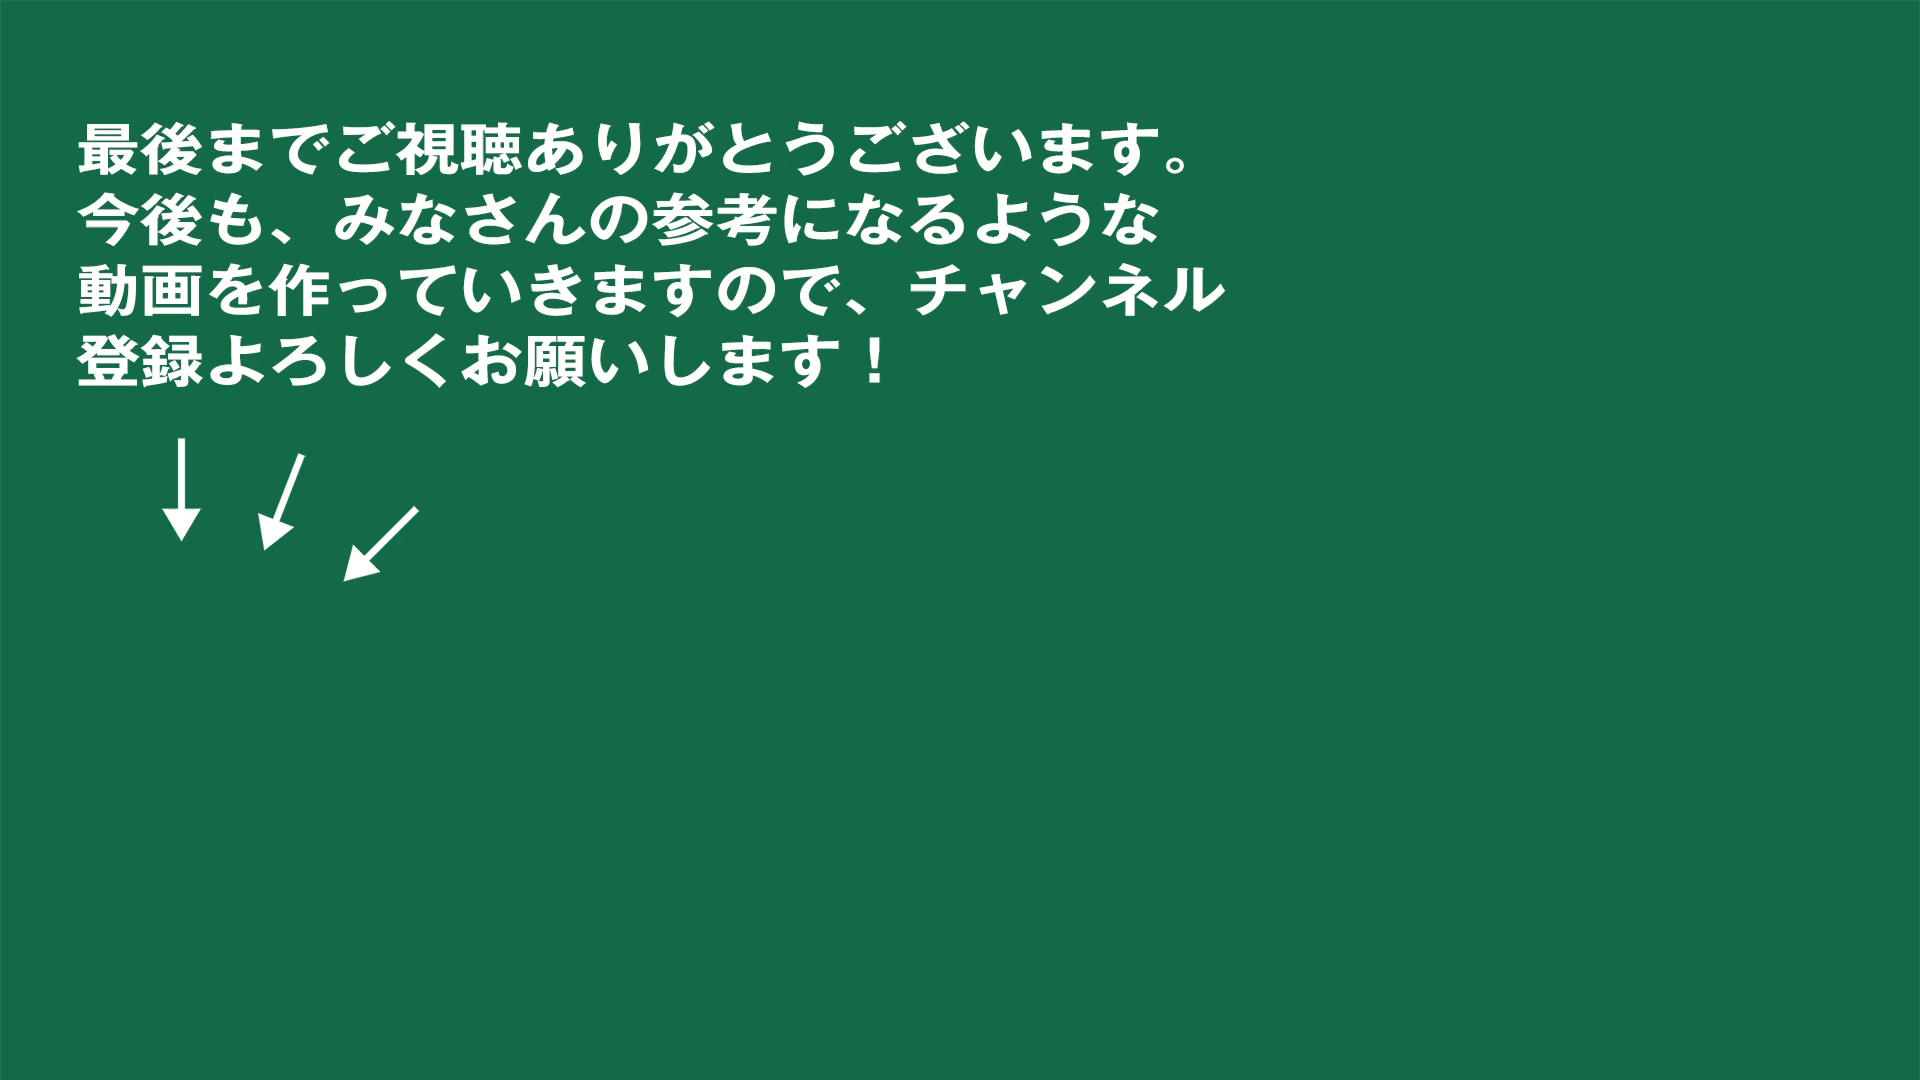 最後までご視聴ありがとうございます。
今後も、みなさんの参考になるような
動画を作っていきますので、チャンネル
登録よろしくお願いします！